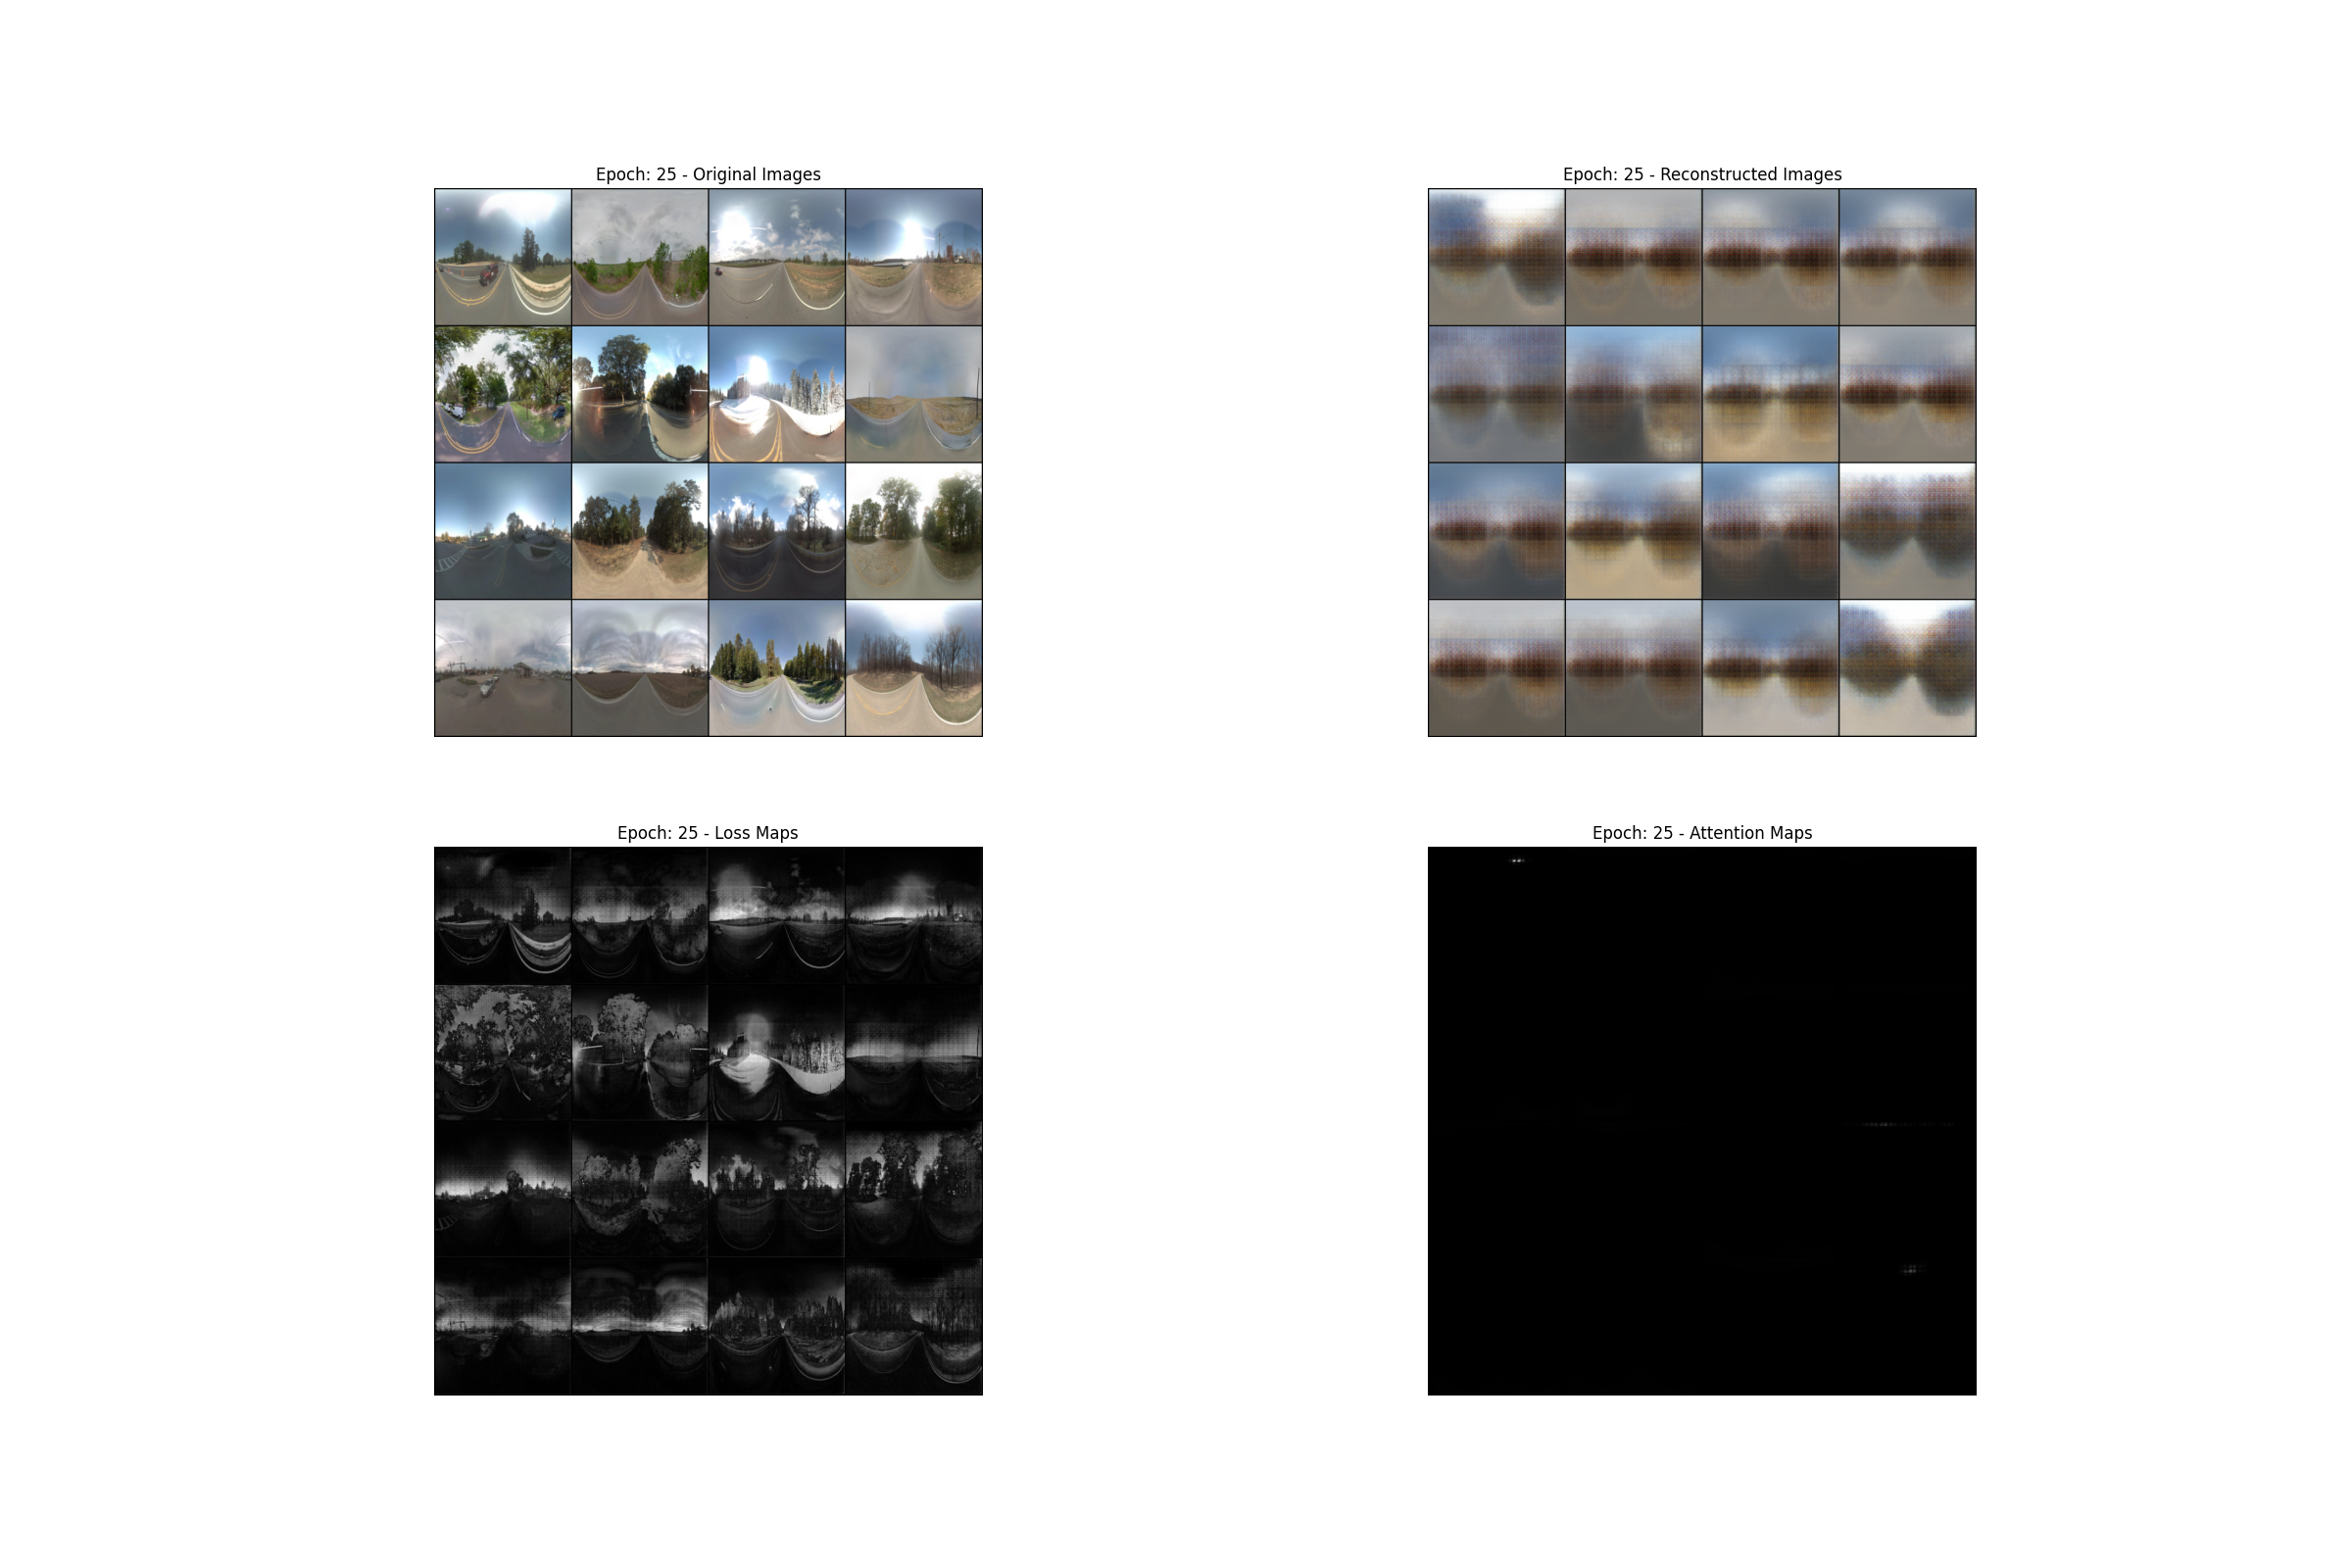 Epoch: 25 - Original Images
Epoch: 25 - Reconstructed Images
Epoch: 25 - Loss Maps
Epoch: 25 - Attention Maps